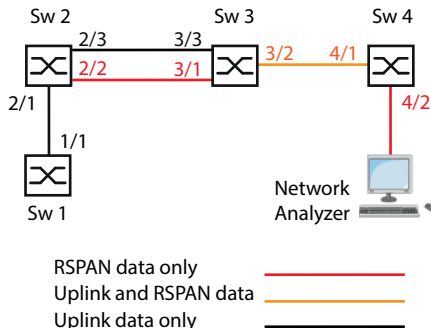 Sw 2 Sw 3 Sw 4
2/3 3/3
2/2 3/1 3/2 4/1
2/1 4/2
1/1
Sw 1
Network
Analyzer
RSPAN data only
Uplink and RSPAN data
Uplink data only